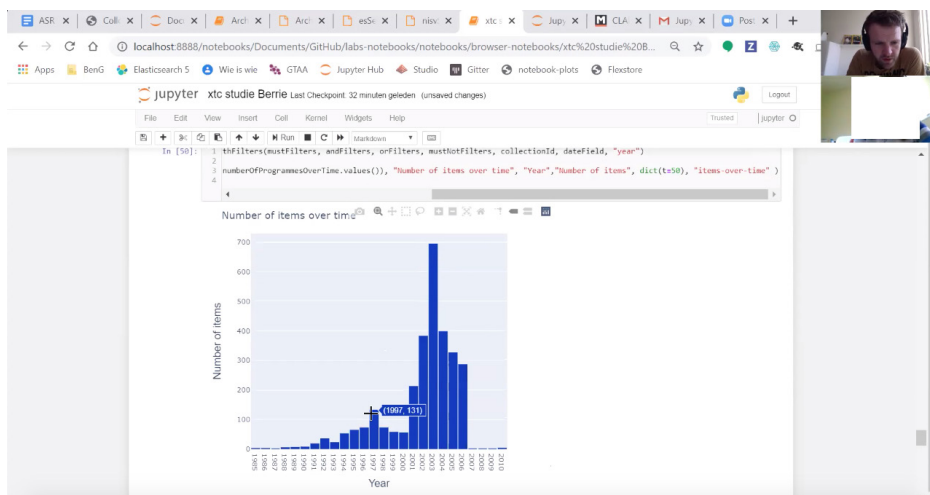 ASR
Coll
Doc
Arch
Arc
esSe
nisv
xtc
Jupy
CLA
Jupy
Post
localhost:8888/notebooks/Documents/GitHub/labs-notebooks/notebooks/browser-notebooks/xtc%20studie%20B...
Apps BenG Elasticsearch 5 Wie is wie GTAA Jupyter Hub Studio Gitter notebook-plots Flexstore
jupyter xtc studie Berrie Last Checkpoint: 32 minuten geleden (unsaved changes) Logout
File Edit View Insert Cell Kernel Widgets Help Trusted jupyter
Run Markdown
In [50]: 1 thFilters(mustFilters, andFilters, orFilters, mustNotFilters, collectionId, dateField, "year")
2
3 numberOfProgrammesOverTime.values()), "Number of items over time", "Year","Number of items", dict(t=50), "items-over-time" )
4
Number of items over time
700
600
500
400
300
200
100
0
Number of items
(1997, 131)
1985 1986 1987 1988 1989 1990 1991 1992 1993 1994 1995 1996 1997 1998 1999 2000 2001 2002 2003 2004 2005 2006 2007 2008 2009 2010
Year